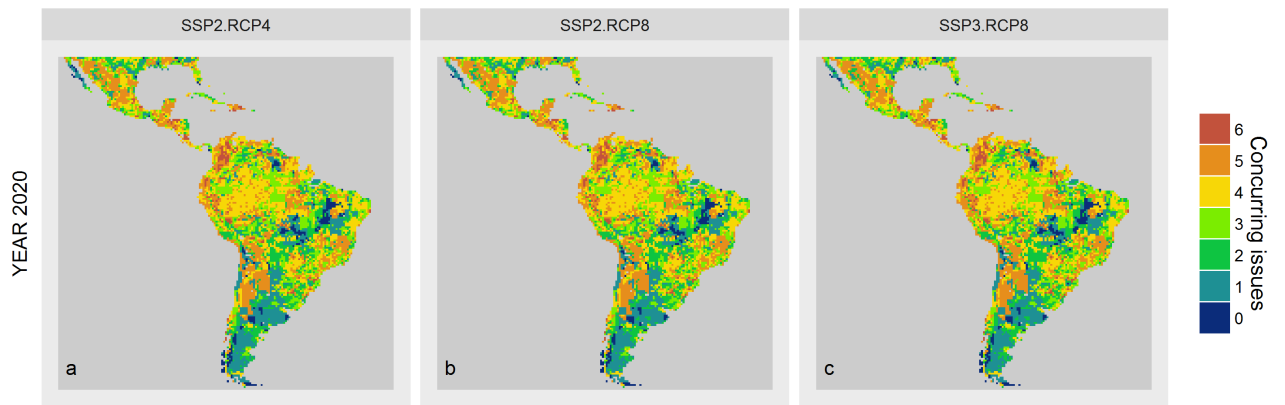 SSP2.RCP4
SSP2.RCP8
SSP3.RCP8
YEAR 2020
a
b
c
6
5
4
3
2
1
0
Concurring issues